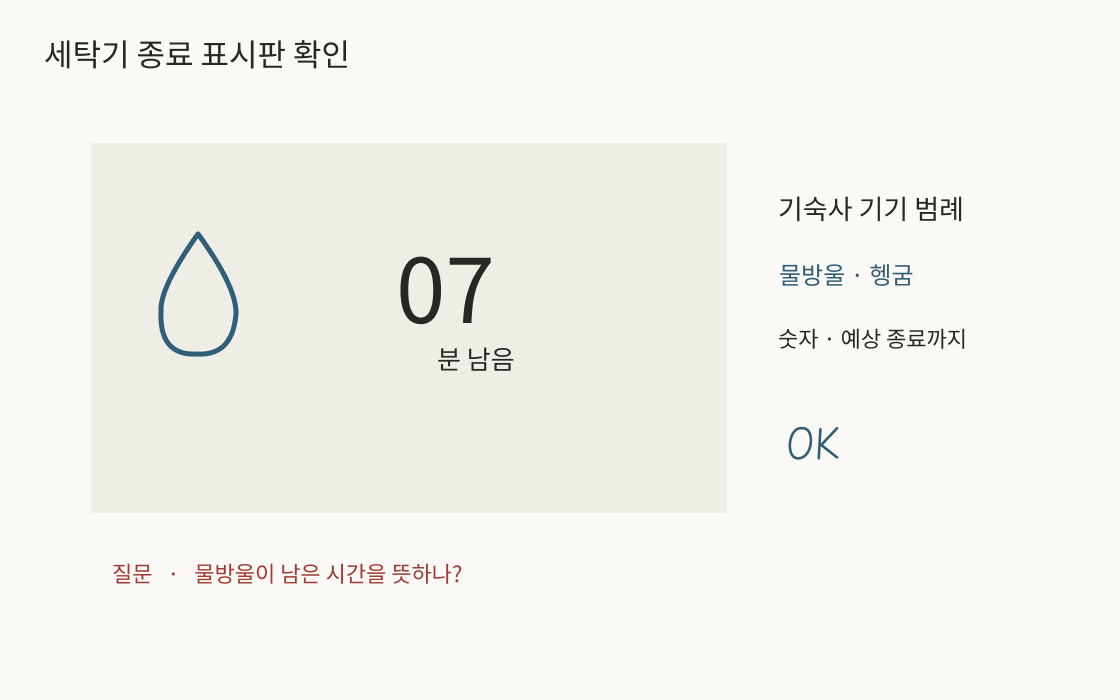 세탁기 종료 표시판 확인
07
분 남음
기숙사 기기 범례
물방울 · 헹굼
숫자 · 예상 종료까지
OK
질문 · 물방울이 남은 시간을 뜻하나?